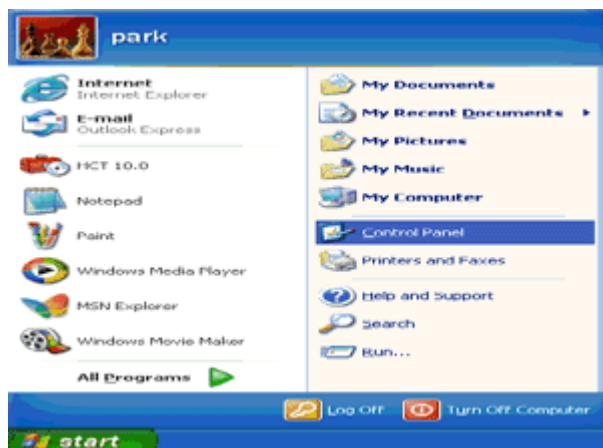 park
Internet
Internet Explorer
E-mail
Outlook Express
HCT 10.0
Notepad
Paint
Windows Media Player
MSN Explorer
Windows Movie Maker
All Programs
My Documents
My Recent Documents
My Pictures
My Music
My Computer
Control Panel
Printers and Faxes
Help and Support
Search
Run...
Log Off
Turn Off Computer
start